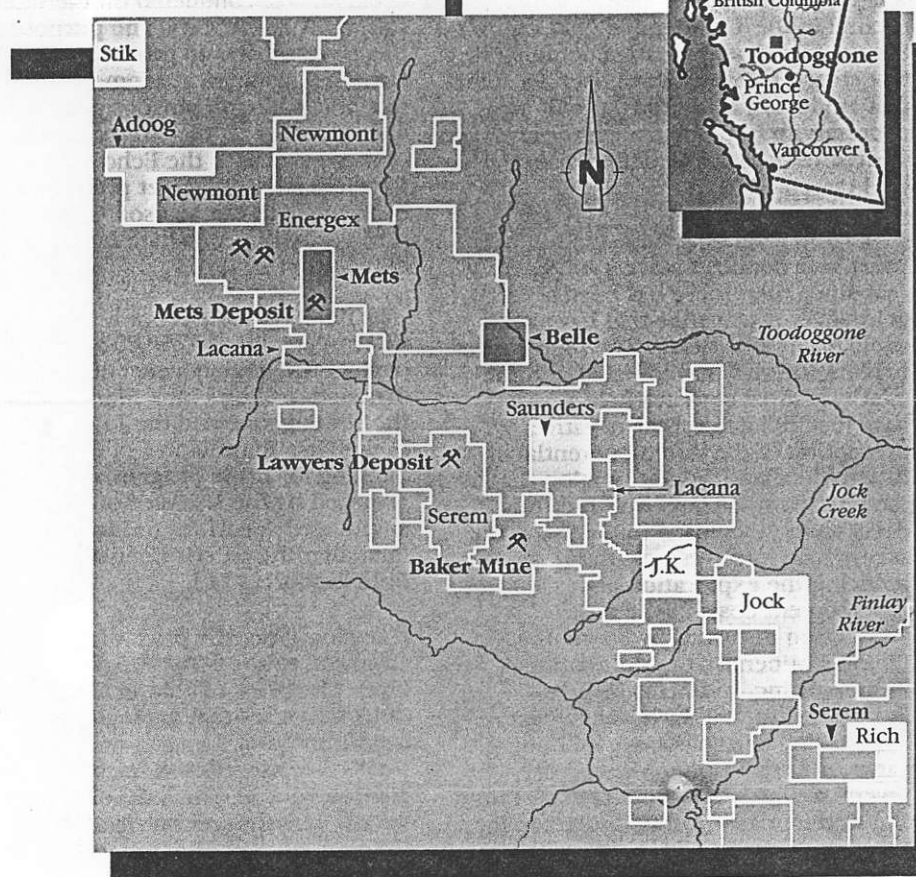 British Columbia
Toodoggone
Prince
George
Vancouver
Stik
Adoog
Newmont
Newmont
Energex
N
Mets
Mets Deposit
Lacana
Belle
Toodoggone
River
Saunders
Lawyers Deposit
Lacana
Jock
Creek
Serem
Baker Mine
J.K.
Jock
Finlay
River
Serem
Rich